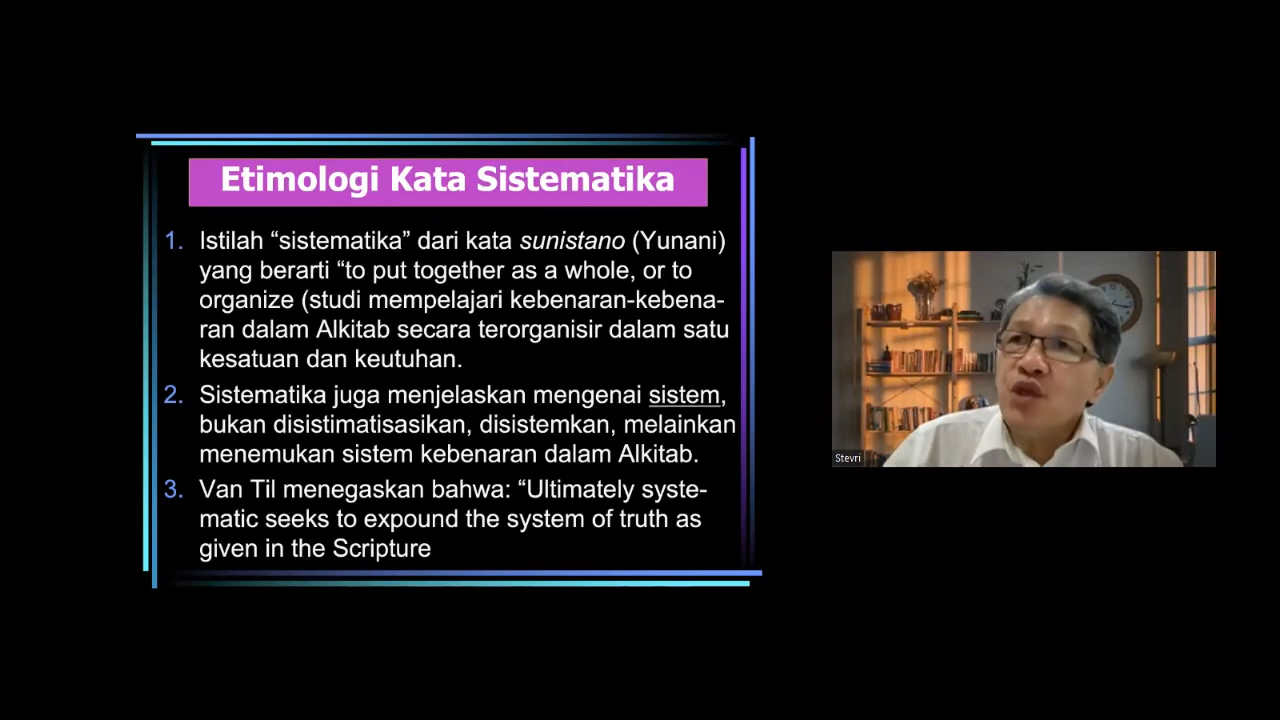 Etimologi Kata Sistematika
1. Istilah “sistematika” dari kata sunistano (Yunani)
yang berarti “to put together as a whole, or to
organize (studi mempelajari kebenaran-kebena-
ran dalam Alkitab secara terorganisir dalam satu
kesatuan dan keutuhan.
2. Sistematika juga menjelaskan mengenai sistem,
bukan disistimatisasikan, disistemkan, melainkan
menemukan sistem kebenaran dalam Alkitab.
3. Van Til menegaskan bahwa: “Ultimately syste-
matic seeks to expound the system of truth as
given in the Scripture
Stevri